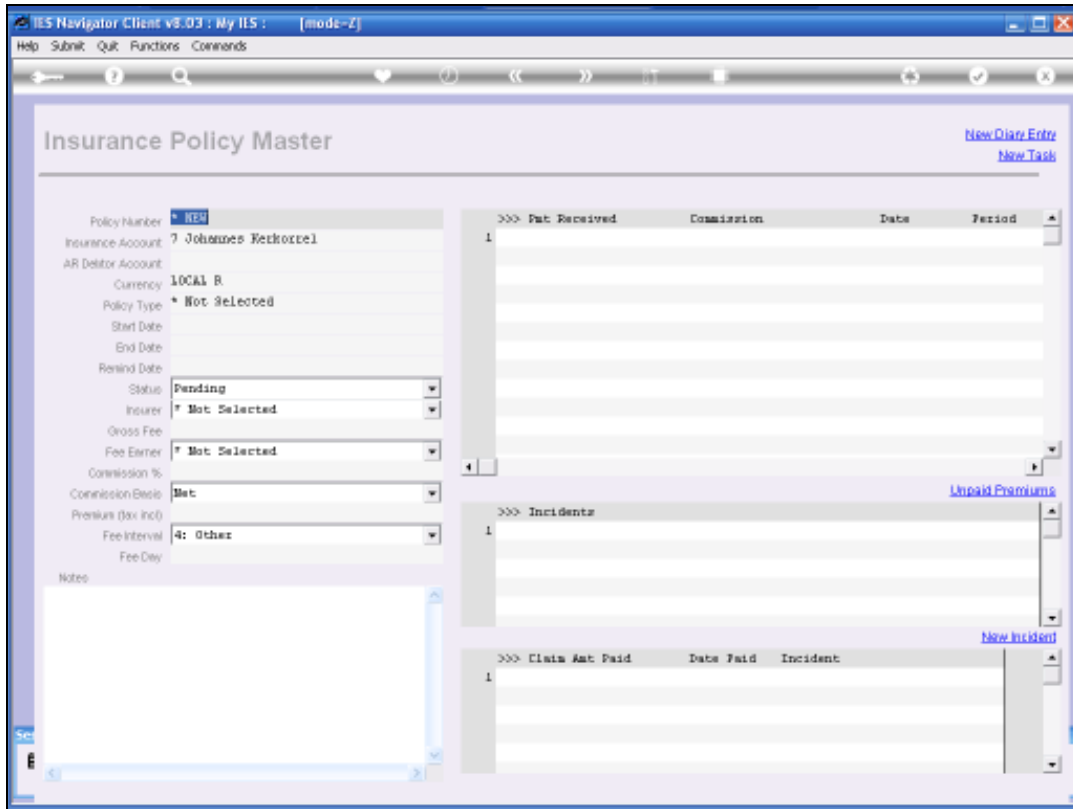 IES Navigator Client v8.03 : My IES : [mode-Z]
Help Submit Quit Functions Commands
Insurance Policy Master
New Diary Entry
New Task
Policy Number * NEW
Insurance Account 7 Johannes Kerkorrel
AR Debtor Account
Currency LOCAL R
Policy Type * Not Selected
Start Date
End Date
Remind Date
Status Pending
Insurer * Not Selected
Gross Fee
Fee Earner * Not Selected
Commission %
Commission Basis Net
Premium (tax incl)
Fee Interval 4: Other
Fee Day
Notes
>>> Pmt Received Commission Date Period
1
Unpaid Premiums
>>> Incidents
1
New Incident
>>> Claim Amt Paid Date Paid Incident
1